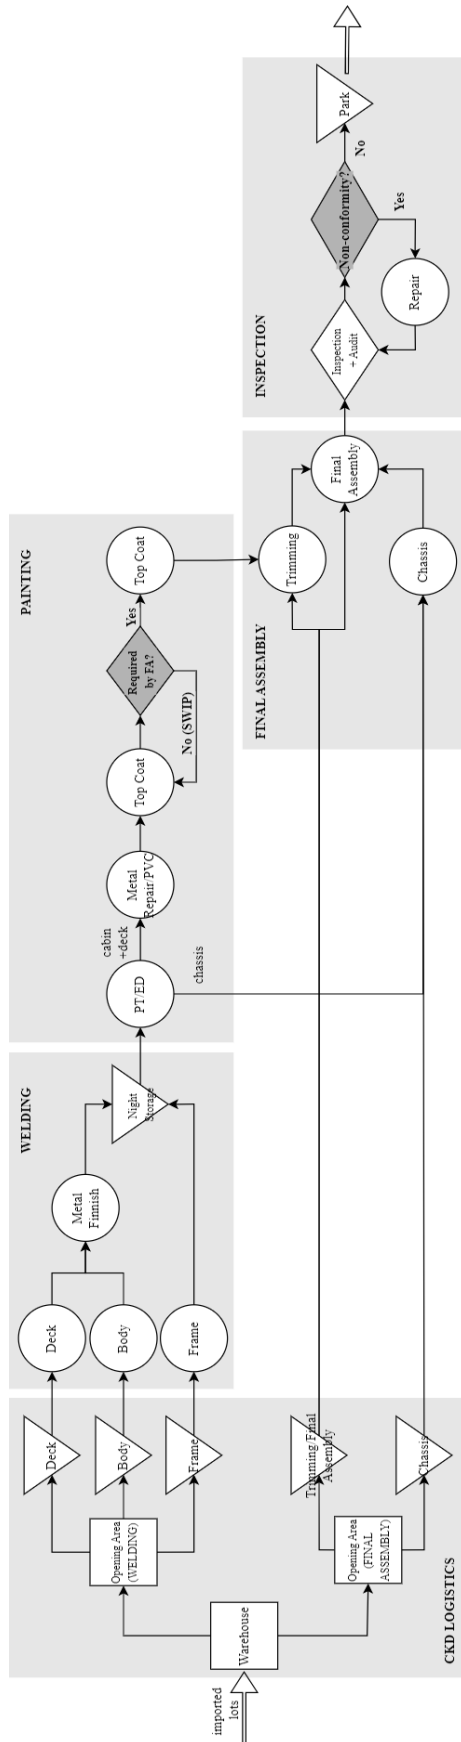 imported
lots
Warehouse
CKD LOGISTICS
Opening Area
(WELDING)
Opening Area
(FINAL
ASSEMBLY)
Deck
Body
Frame
Trimming/Final
Assembly
Chassis
WELDING
Deck
Body
Frame
Metal
Finnish
Night
Storage
PAINTING
PT/ED
cabin
+deck
chassis
Metal
Repair/PVC
Top Coat
Required
by FA?
Yes
No (SWIP)
Top Coat
FINAL ASSEMBLY
Trimming
Chassis
Final
Assembly
INSPECTION
Inspection
+ Audit
Non-conformity?
Yes
No
Repair
Park